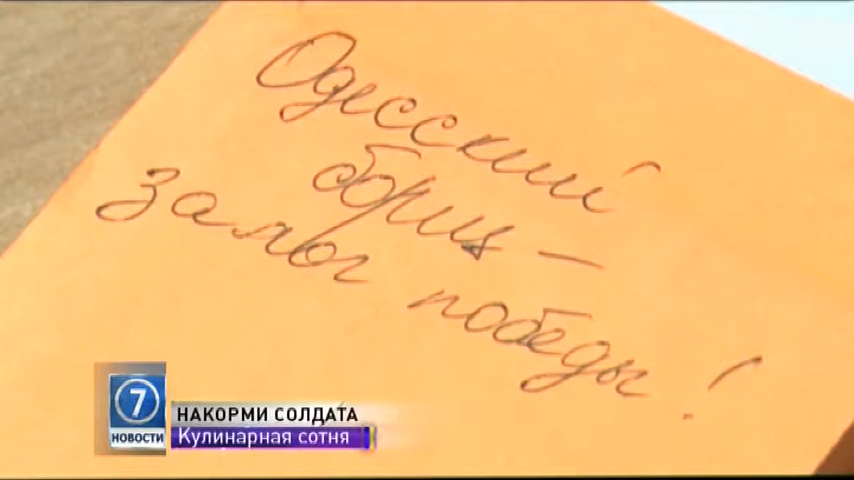 Одесский
борщ –
залог победы!
7
НОВОСТИ
НАКОРМИ СОЛДАТА
Кулинарная сотня